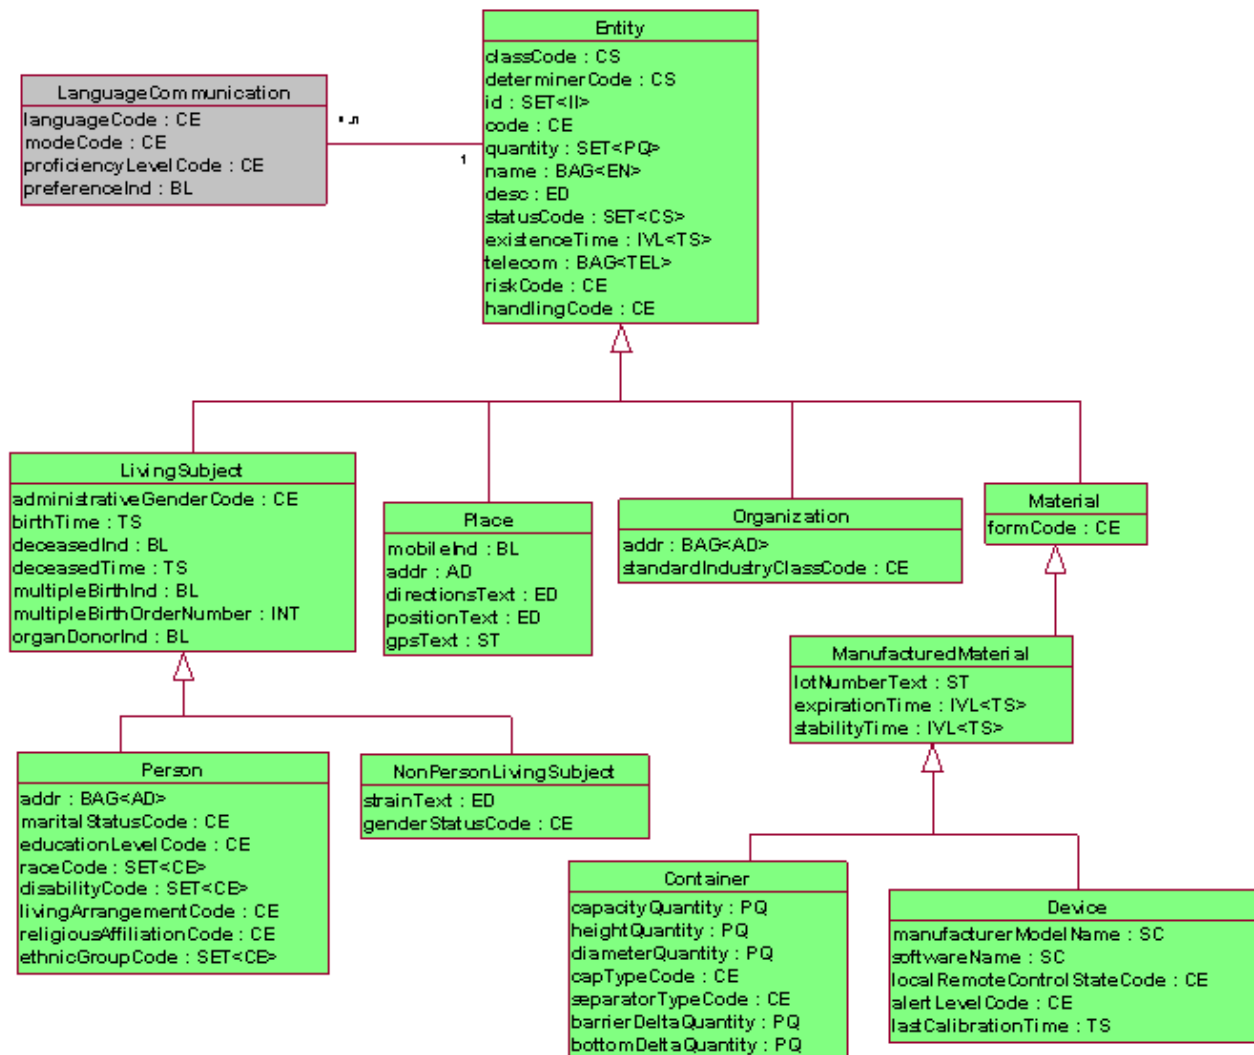 Entity
classCode : CS
determinerCode : CS
id : SET<II>
code : CE
quantity : SET<PQ>
name : BAG<EN>
desc : ED
statusCode : SET<CS>
existenceTime : IVL<TS>
telecom : BAG<TEL>
riskCode : CE
handlingCode : CE
LanguageCommunication
languageCode : CE
modeCode : CE
proficiencyLevelCode : CE
preferenceInd : BL
1
LivingSubject
administrativeGenderCode : CE
birthTime : TS
deceasedInd : BL
deceasedTime : TS
multipleBirthInd : BL
multipleBirthOrderNumber : INT
organDonorInd : BL
Place
mobileInd : BL
addr : AD
directionsText : ED
positionText : ED
gpsText : ST
Organization
addr : BAG<AD>
standardIndustryClassCode : CE
Material
formCode : CE
ManufacturedMaterial
lotNumberText : ST
expirationTime : IVL<TS>
stabilityTime : IVL<TS>
Person
addr : BAG<AD>
maritalStatusCode : CE
educationLevelCode : CE
raceCode : SET<CE>
disabilityCode : SET<CE>
livingArrangementCode : CE
religiousAffiliationCode : CE
ethnicGroupCode : SET<CE>
NonPersonLivingSubject
strainText : ED
genderStatusCode : CE
Container
capacityQuantity : PQ
heightQuantity : PQ
diameterQuantity : PQ
capTypeCode : CE
separatorTypeCode : CE
barrierDeltaQuantity : PQ
bottomDeltaQuantity : PQ
Device
manufacturerModelName : SC
softwareName : SC
localRemoteControlStateCode : CE
alertLevelCode : CE
lastCalibrationTime : TS